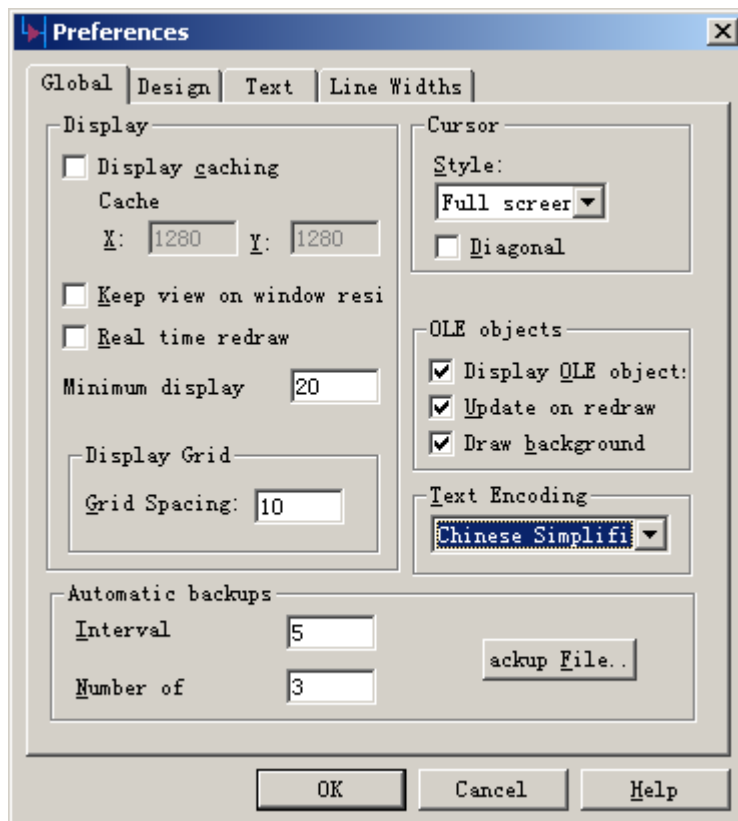 Preferences
Global
Design
Text
Line Widths
Display
Display caching
Cache
X: 1280 Y: 1280
Keep view on window resi
Real time redraw
Minimum display 20
Display Grid
Grid Spacing: 10
Cursor
Style:
Full screer
Diagonal
OLE objects
Display OLE object:
Update on redraw
Draw background
Text Encoding
Chinese Simplifi
Automatic backups
Interval 5
Number of 3
ackup File..
OK
Cancel
Help